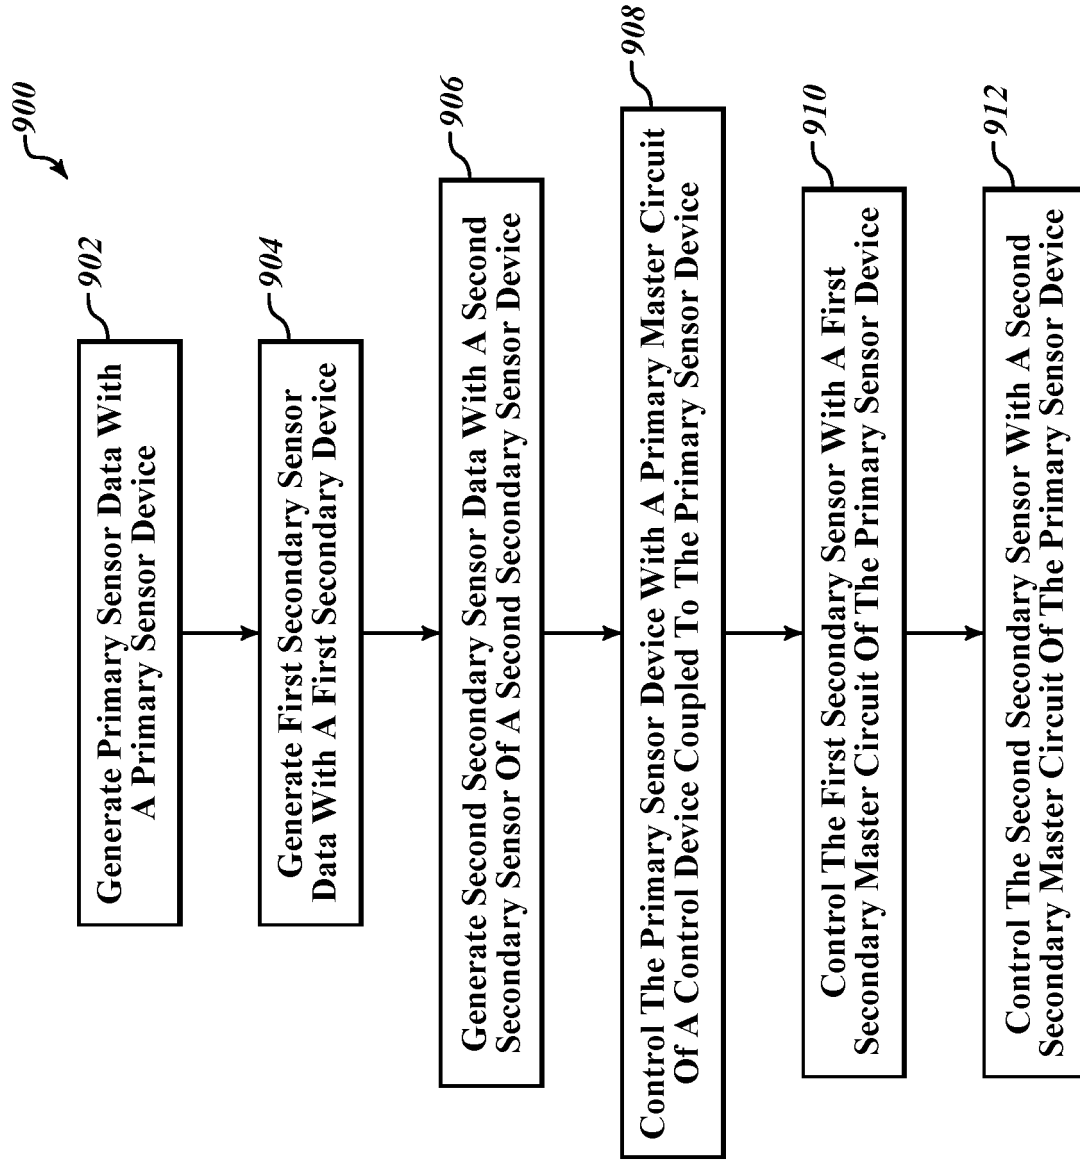 900
902
Generate Primary Sensor Data With
A Primary Sensor Device
904
Generate First Secondary Sensor
Data With A First Secondary Device
906
Generate Second Secondary Sensor Data With A Second
Secondary Sensor Of A Second Secondary Sensor Device
908
Control The Primary Sensor Device With A Primary Master Circuit
Of A Control Device Coupled To The Primary Sensor Device
910
Control The First Secondary Sensor With A First
Secondary Master Circuit Of The Primary Sensor Device
912
Control The Second Secondary Sensor With A Second
Secondary Master Circuit Of The Primary Sensor Device